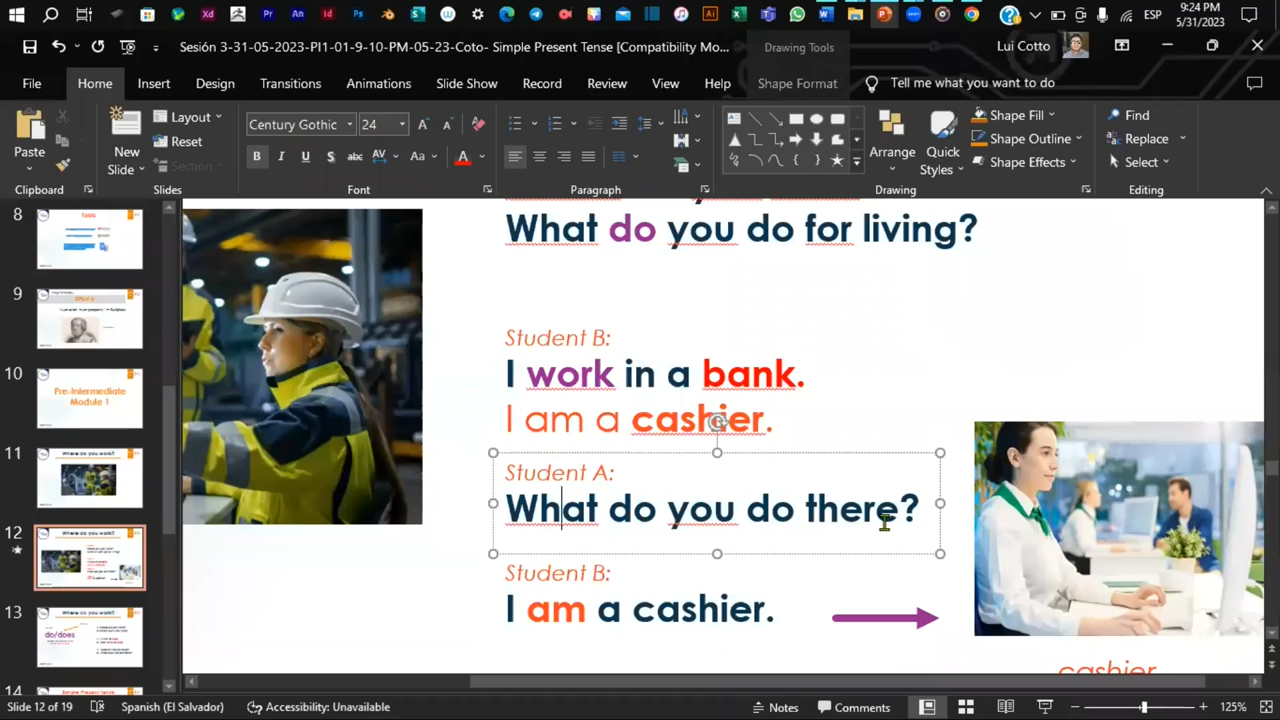 9:24 PM
ESP
5/31/2023
Sesión 3-31-05-2023-PI1-01-9-10-PM-05-23-Coto- Simple Present Tense [Compatibility Mo...
Drawing Tools
Lui Cotto
File
Home
Insert
Design
Transitions
Animations
Slide Show
Record
Review
View
Help
Shape Format
Tell me what you want to do
Paste
New Slide
Layout
Reset
Section
Century Gothic
24
B I U S abc AV Aa A
Arrange
Quick Styles
Shape Fill
Shape Outline
Shape Effects
Find
Replace
Select
Clipboard
Slides
Font
Paragraph
Drawing
Editing
8
Tools
9
10
Pre-Intermediate
Module 1
11
Where do you work?
12
Where do you work?
13
Where do you work?
do/does
14
What do you do for living?
Student B:
I work in a bank.
I am a cashier.
Student A:
What do you do there?
Student B:
I am a cashier.
cashier
Slide 12 of 19
Spanish (El Salvador)
Accessibility: Unavailable
Notes
Comments
125%